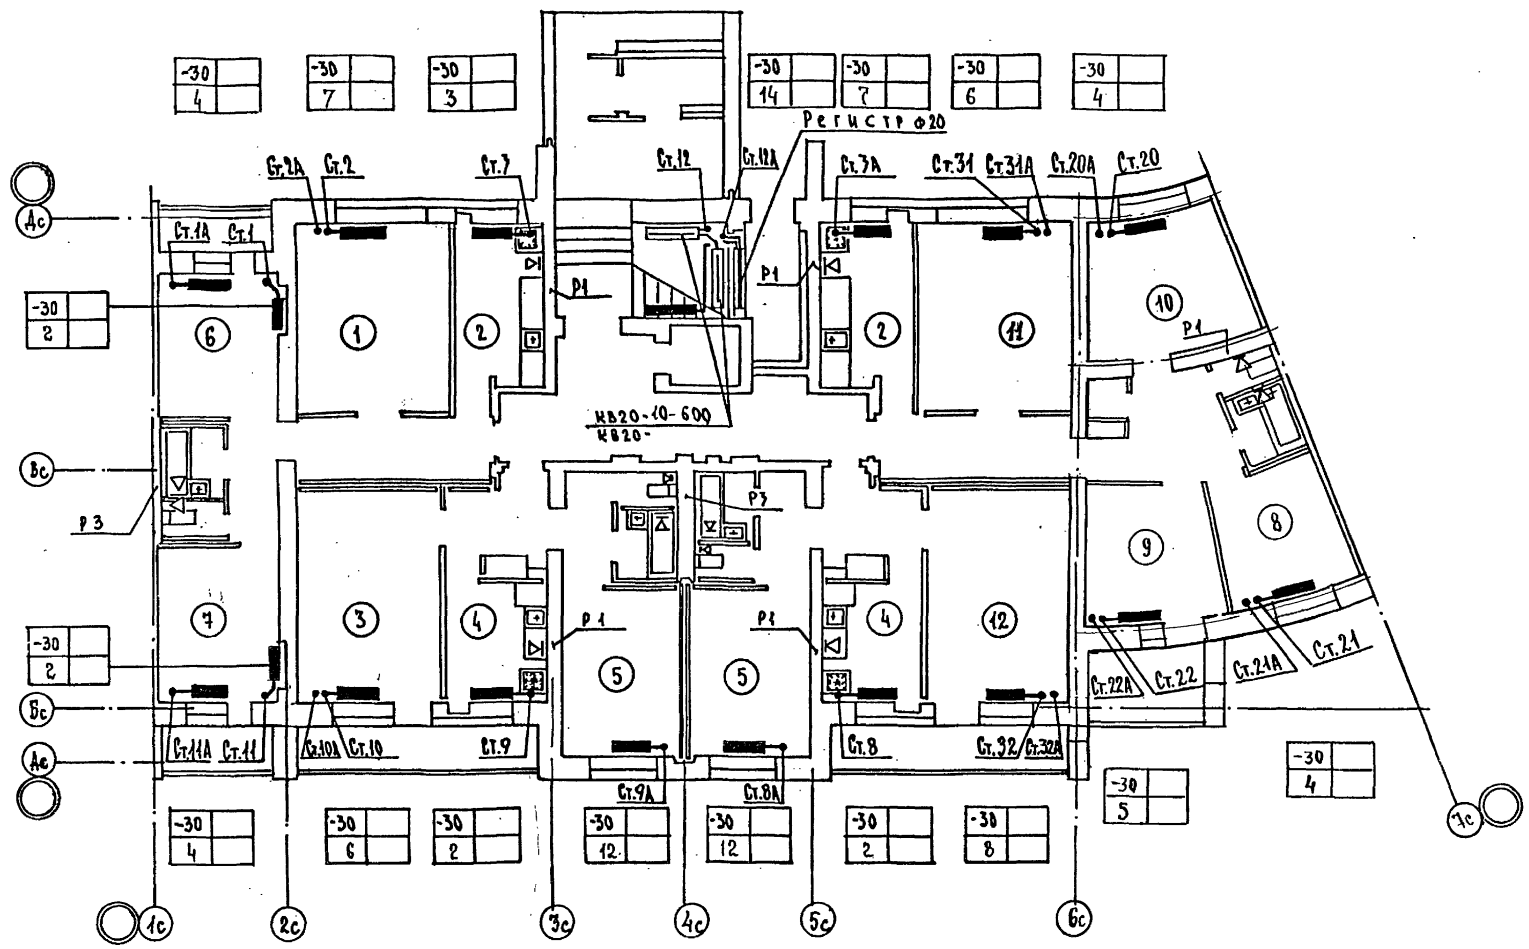 -30 -30 -30 -30 -30 -30 -30
4 7 3 14 7 6 4
Регистр ф20
Ст.2А Ст.2 Ст.3 Ст.12 Ст.12А Ст.3А Ст.31 Ст.31А Ст.20А Ст.20
Дс
Ст.1А Ст.1
Р1 Р1
-30
2
6 1 2 2 11 10
Р1
КВ20-10-600
КВ20-
Вс
Р3 Р3
9 8
7 3 4 5 5 4 12
Р1 Р1
-30
2
Бс
Ст.22А Ст.22 Ст.21А Ст.21
Ас
Ст.11А Ст.11 Ст.10А Ст.10 Ст.9 Ст.8 Ст.32 Ст.32А
Ст.9А Ст.8А
-30
4
-30
5
-30 -30 -30 -30 -30 -30 -30
4 6 2 12 12 2 8
7с
1с 2с 3с 4с 5с 6с